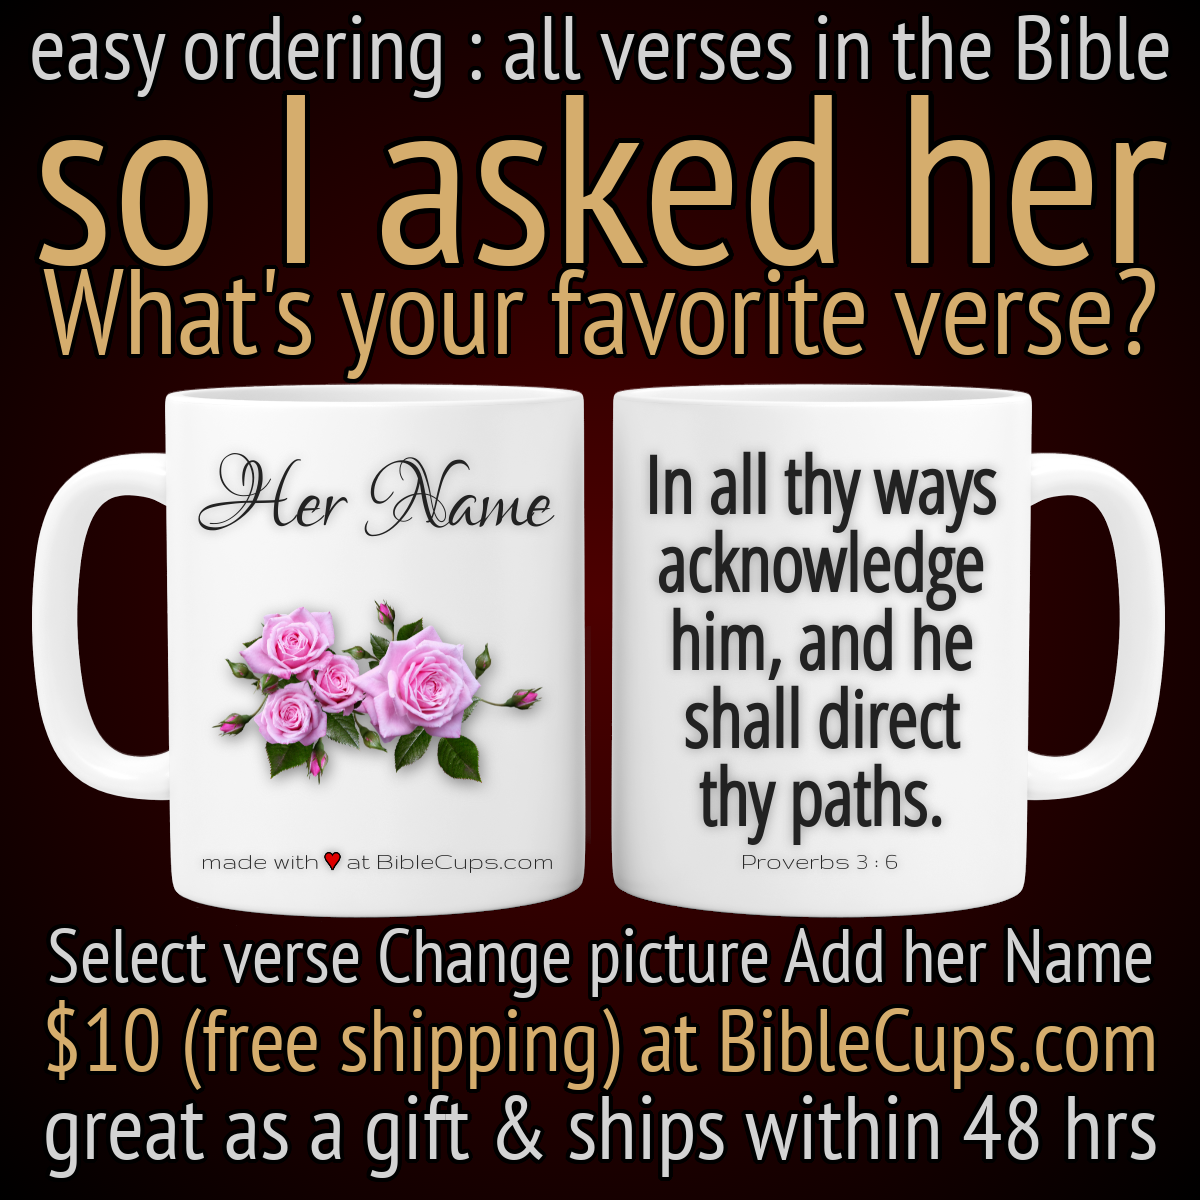 easy ordering : all verses in the Bible
so I asked her
What's your favorite verse?
Her Name
made with ❤ at BibleCups.com
In all thy ways
acknowledge
him, and he
shall direct
thy paths.
Proverbs 3 : 6
Select verse Change picture Add her Name
$10 (free shipping) at BibleCups.com
great as a gift & ships within 48 hrs